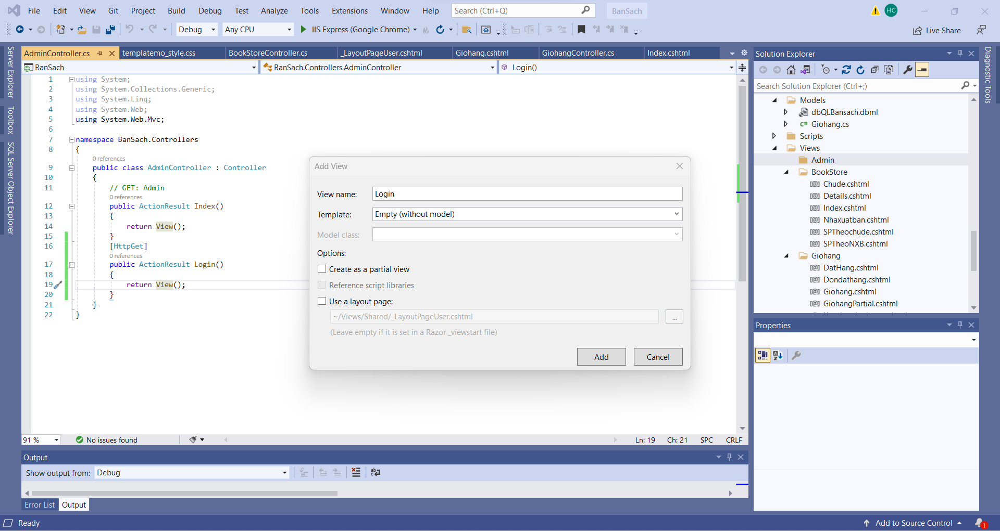 File Edit View Git Project Build Debug Test Analyze Tools Extensions Window Help Search (Ctrl+Q) BanSach HC
Debug Any CPU IIS Express (Google Chrome) Live Share
Server Explorer
Toolbox
SQL Server Object Explorer
AdminController.cs templatemo_style.css BookStoreController.cs _LayoutPageUser.cshtml Giohang.cshtml GiohangController.cs Index.cshtml
BanSach BanSach.Controllers.AdminController Login()
1 using System;
2 using System.Collections.Generic;
3 using System.Linq;
4 using System.Web;
5 using System.Web.Mvc;
6
7 namespace BanSach.Controllers
8 {
0 references
9 public class AdminController : Controller
10 {
11 // GET: Admin
0 references
12 public ActionResult Index()
13 {
14 return View();
15 }
16 [HttpGet]
0 references
17 public ActionResult Login()
18 {
19 return View();
20 }
21 }
22 }
Add View
View name: Login
Template: Empty (without model)
Model class:
Options:
Create as a partial view
Reference script libraries
Use a layout page:
~/Views/Shared/_LayoutPageUser.cshtml ...
(Leave empty if it is set in a Razor _viewstart file)
Add Cancel
91 % No issues found Ln: 19 Ch: 21 SPC CRLF
Output
Show output from: Debug
Error List Output
Solution Explorer
Search Solution Explorer (Ctrl+;)
Models
dbQLBansach.dbml
C# Giohang.cs
Scripts
Views
Admin
BookStore
Chude.cshtml
Details.cshtml
Index.cshtml
Nhaxuatban.cshtml
SPTheochude.cshtml
SPTheoNXB.cshtml
Giohang
DatHang.cshtml
Dondathang.cshtml
Giohang.cshtml
GiohangPartial.cshtml
Properties
Diagnostic Tools
Ready Add to Source Control 1